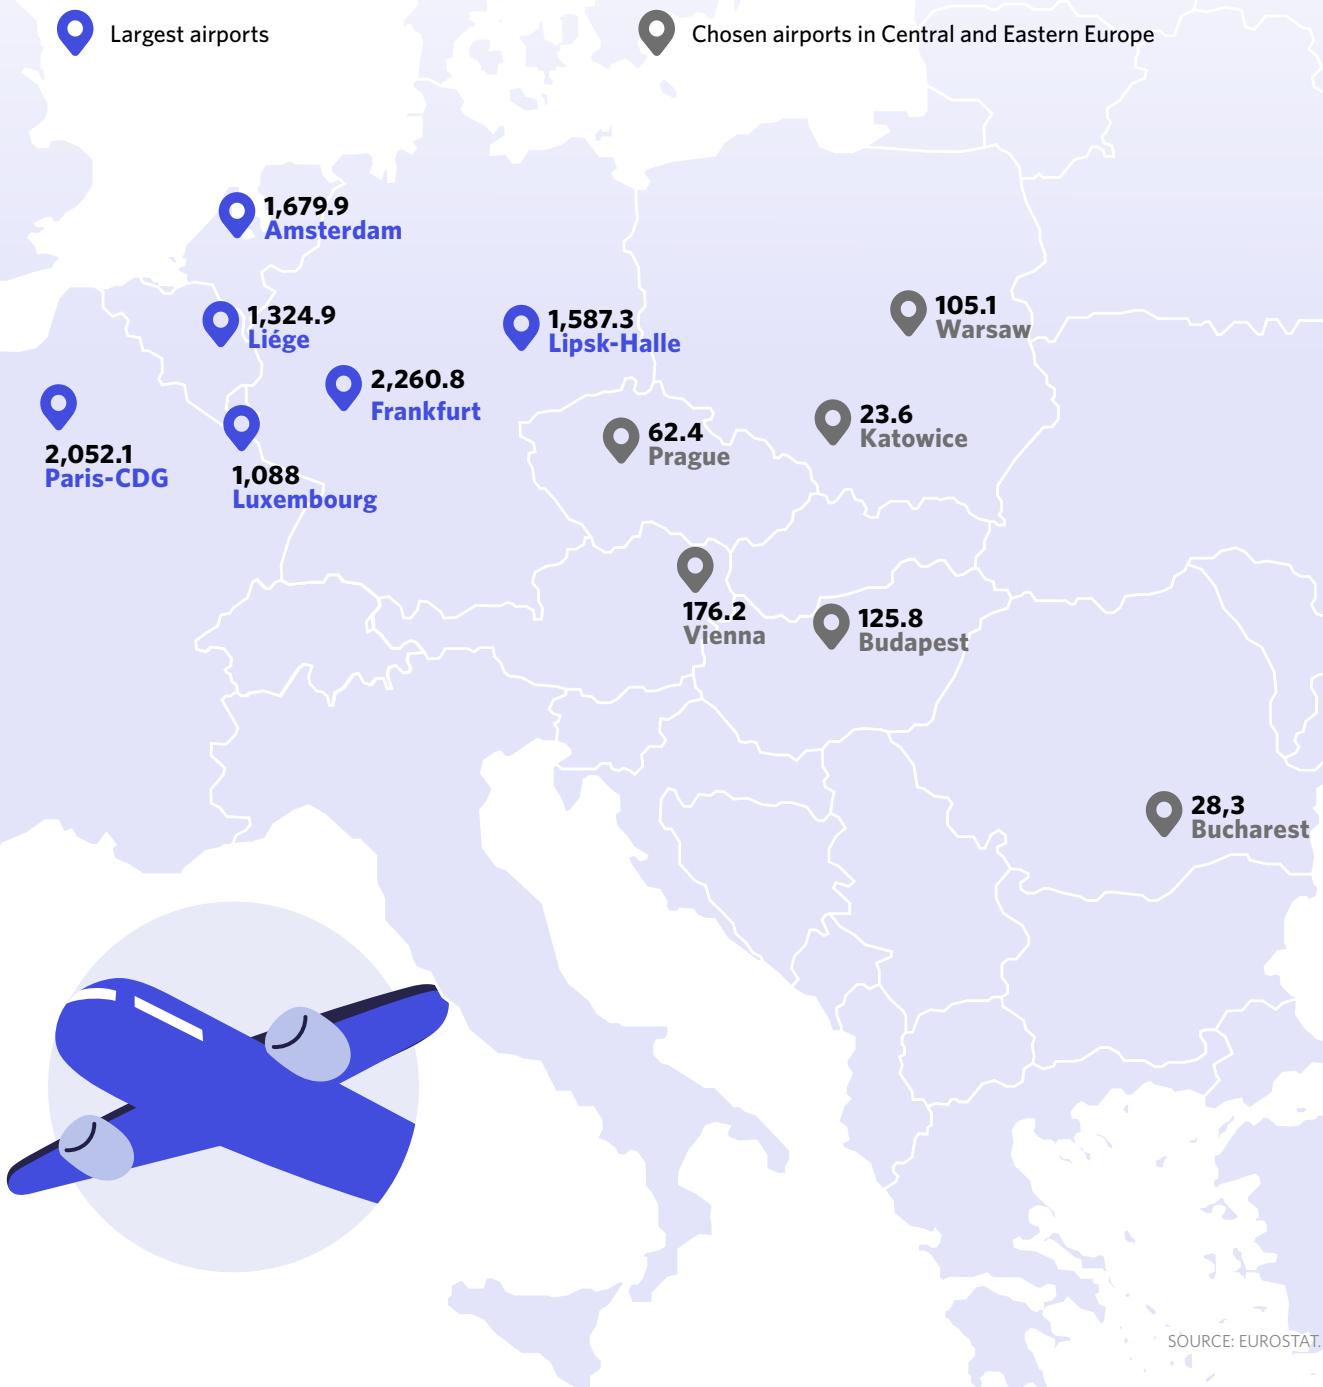 Largest airports
Chosen airports in Central and Eastern Europe
1,679.9
Amsterdam
1,324.9
Liége
1,587.3
Lipsk-Halle
105.1
Warsaw
2,260.8
Frankfurt
2,052.1
Paris-CDG
1,088
Luxembourg
62.4
Prague
23.6
Katowice
176.2
Vienna
125.8
Budapest
28,3
Bucharest
SOURCE: EUROSTAT.